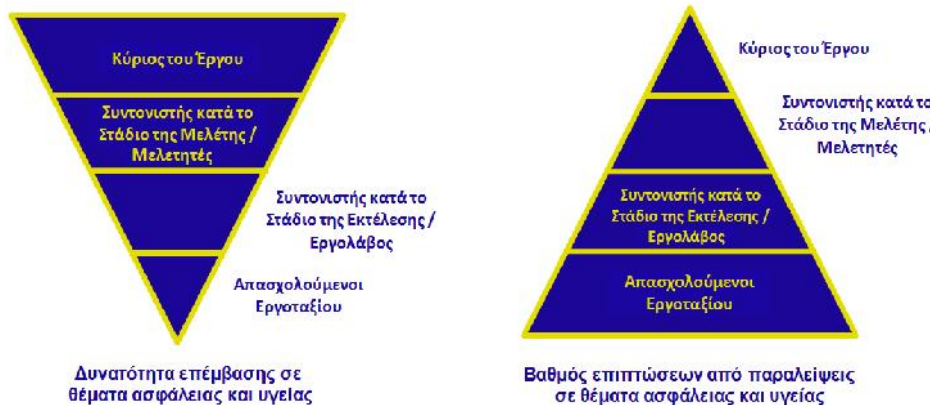 Κύριος του Έργου
Συντονιστής κατά το
Στάδιο της Μελέτης /
Μελετητές
Συντονιστής κατά το
Στάδιο της Εκτέλεσης /
Εργολάβος
Απασχολούμενοι
Εργοταξίου
Δυνατότητα επέμβασης σε
θέματα ασφάλειας και υγείας
Κύριος του Έργου
Συντονιστής κατά το
Στάδιο της Μελέτης /
Μελετητές
Συντονιστής κατά το
Στάδιο της Εκτέλεσης /
Εργολάβος
Απασχολούμενοι
Εργοταξίου
Βαθμός επιπτώσεων από παραλείψεις
σε θέματα ασφάλειας και υγείας